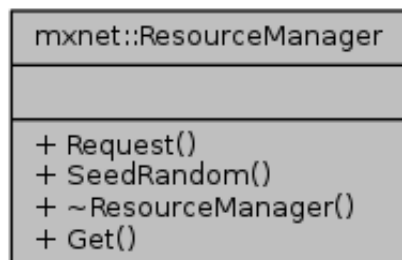 mxnet::ResourceManager
+ Request()
+ SeedRandom()
+ ~ResourceManager()
+ Get()